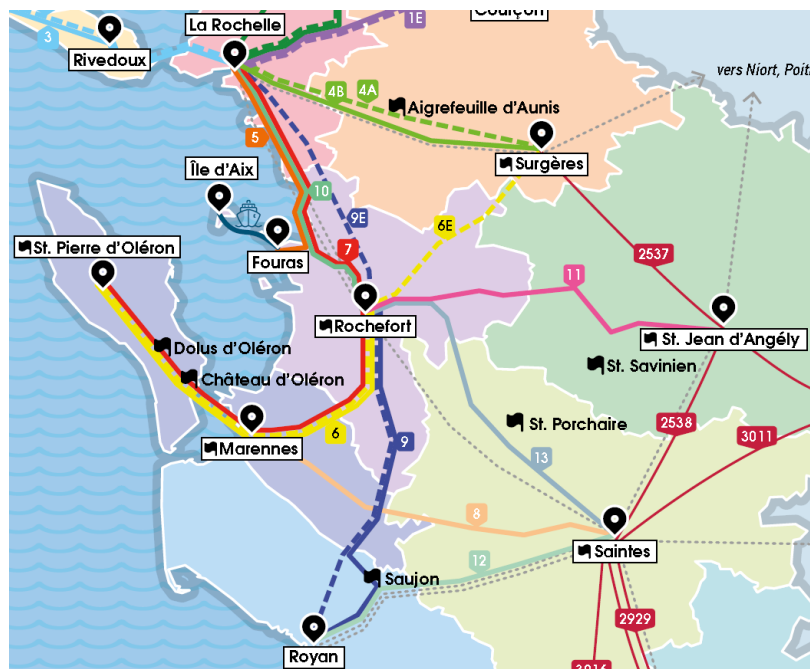 Courçon
La Rochelle
1E
3
Rivedoux
vers Niort, Poiti
4B
4A
Aigrefeuille d'Aunis
5
Surgères
Île d'Aix
10
9E
6E
St. Pierre d'Oléron
7
2537
Fouras
11
Rochefort
St. Jean d'Angély
Dolus d'Oléron
St. Savinien
Château d'Oléron
St. Porchaire
2538
Marennes
6
9
3011
13
8
Saintes
12
Saujon
2929
Royan